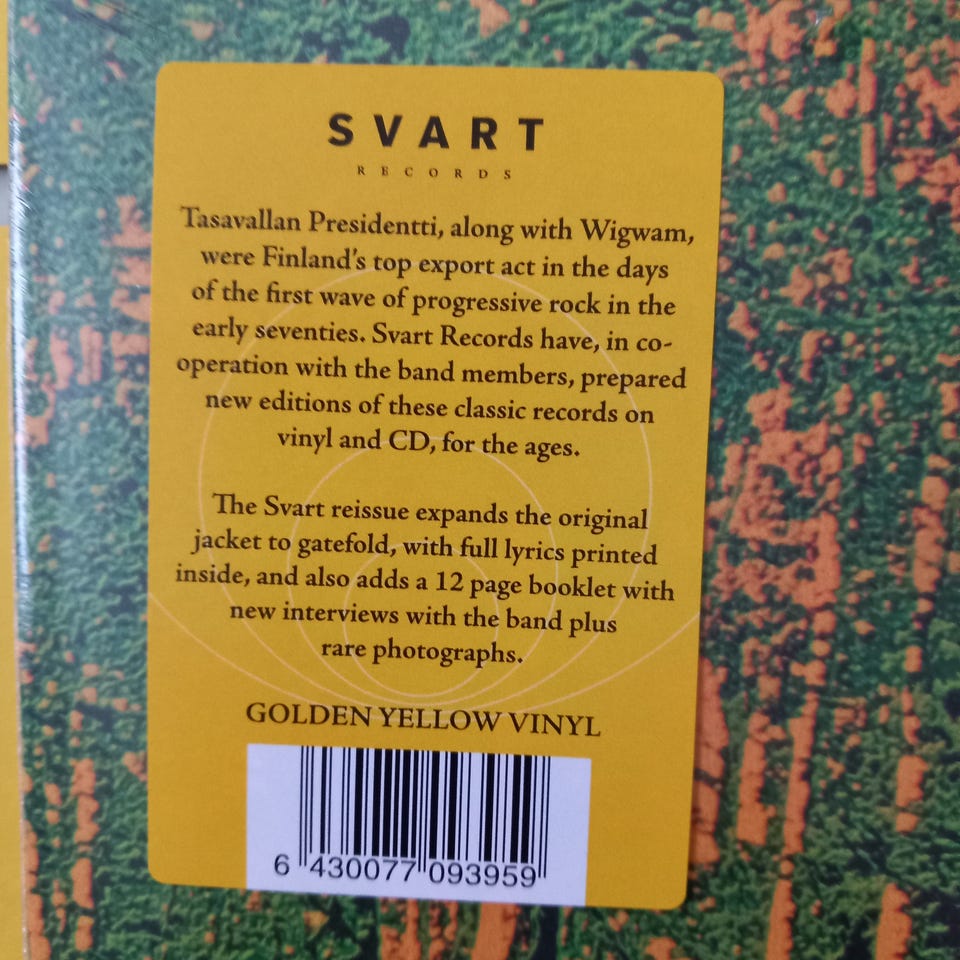 SVART
RECORDS
Tasavallan Presidentti, along with Wigwam,
were Finland's top export act in the days
of the first wave of progressive rock in the
early seventies. Svart Records have, in co-
operation with the band members, prepared
new editions of these classic records on
vinyl and CD, for the ages.
The Svart reissue expands the original
jacket to gatefold, with full lyrics printed
inside, and also adds a 12 page booklet with
new interviews with the band plus
rare photographs.
GOLDEN YELLOW VINYL
6 430077 093959